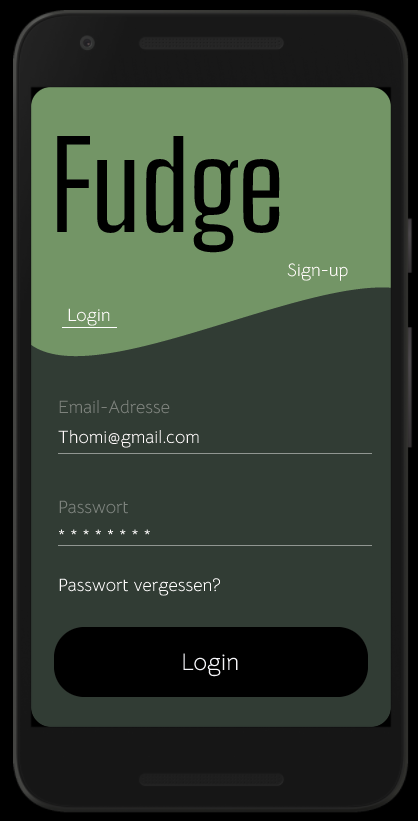 Fudge
Sign-up
Login
Email-Adresse
Thomi@gmail.com
Passwort
* * * * * * * *
Passwort vergessen?
Login